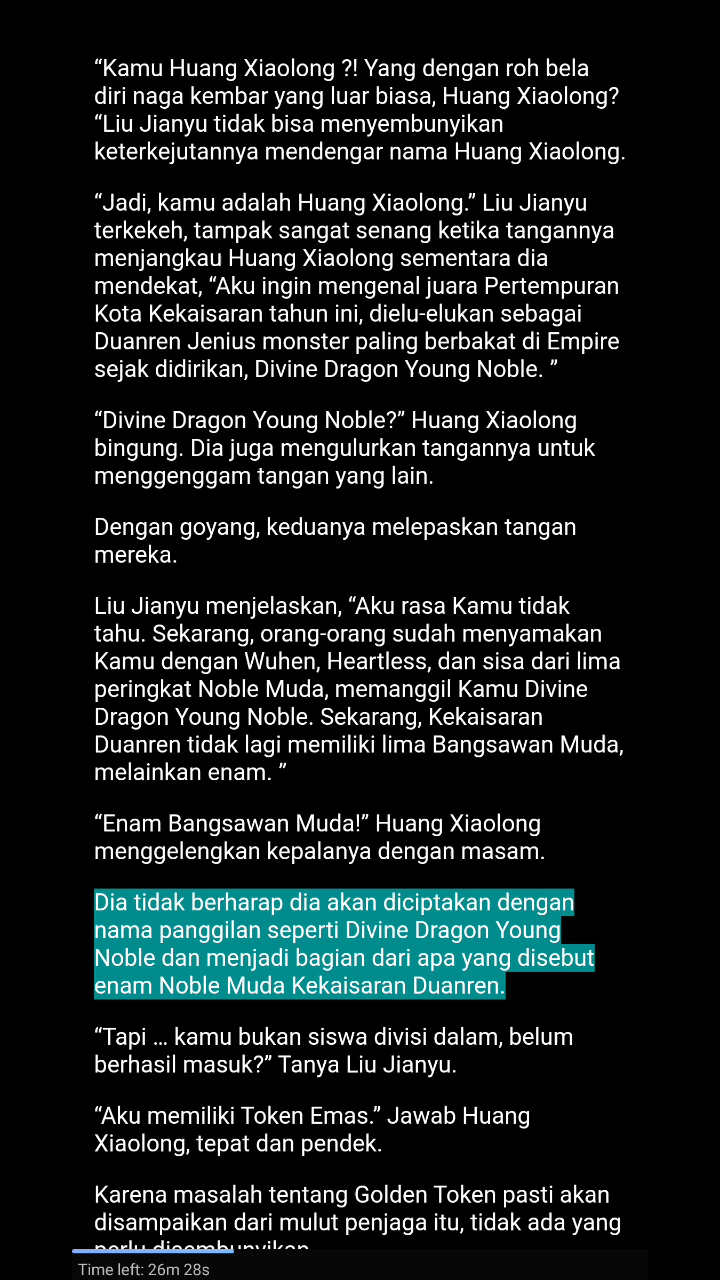 “Kamu Huang Xiaolong ?! Yang dengan roh bela
diri naga kembar yang luar biasa, Huang Xiaolong?
“Liu Jianyu tidak bisa menyembunyikan
keterkejutannya mendengar nama Huang Xiaolong.
“Jadi, kamu adalah Huang Xiaolong.” Liu Jianyu
terkekeh, tampak sangat senang ketika tangannya
menjangkau Huang Xiaolong sementara dia
mendekat, “Aku ingin mengenal juara Pertempuran
Kota Kekaisaran tahun ini, dielu-elukan sebagai
Duanren Jenius monster paling berbakat di Empire
sejak didirikan, Divine Dragon Young Noble. ”
“Divine Dragon Young Noble?” Huang Xiaolong
bingung. Dia juga mengulurkan tangannya untuk
menggenggam tangan yang lain.
Dengan goyang, keduanya melepaskan tangan
mereka.
Liu Jianyu menjelaskan, “Aku rasa Kamu tidak
tahu. Sekarang, orang-orang sudah menyamakan
Kamu dengan Wuhen, Heartless, dan sisa dari lima
peringkat Noble Muda, memanggil Kamu Divine
Dragon Young Noble. Sekarang, Kekaisaran
Duanren tidak lagi memiliki lima Bangsawan Muda,
melainkan enam. ”
“Enam Bangsawan Muda!” Huang Xiaolong
menggelengkan kepalanya dengan masam.
Dia tidak berharap dia akan diciptakan dengan
nama panggilan seperti Divine Dragon Young
Noble dan menjadi bagian dari apa yang disebut
enam Noble Muda Kekaisaran Duanren.
“Tapi … kamu bukan siswa divisi dalam, belum
berhasil masuk?” Tanya Liu Jianyu.
“Aku memiliki Token Emas.” Jawab Huang
Xiaolong, tepat dan pendek.
Karena masalah tentang Golden Token pasti akan
disampaikan dari mulut penjaga itu, tidak ada yang
perlu disembunyikan.
Time left: 26m 28s